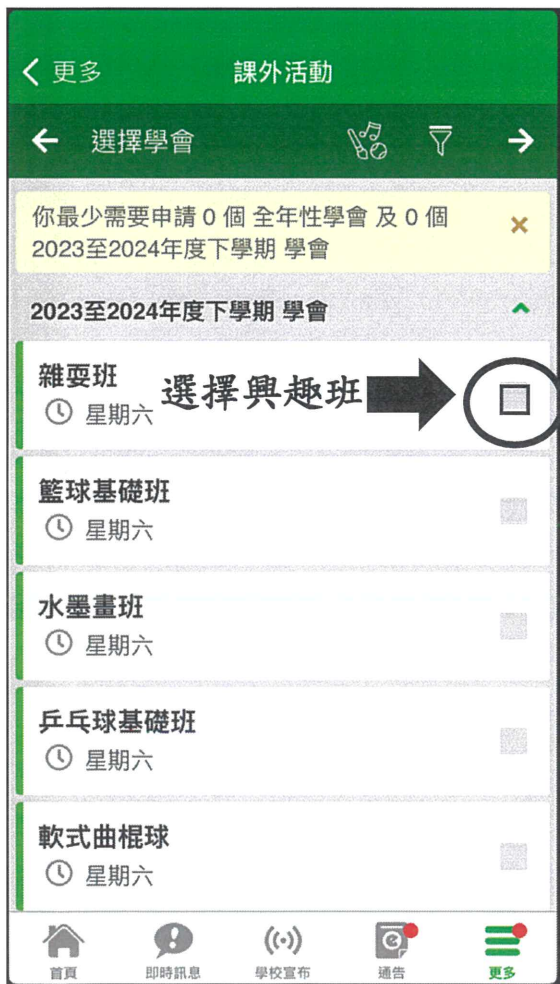 更多
課外活動
選擇學會
你最少需要申請 0 個 全年性學會 及 0 個
2023至2024年度下學期 學會
2023至2024年度下學期 學會
雜耍班
星期六
選擇興趣班
籃球基礎班
星期六
水墨畫班
星期六
乒乓球基礎班
星期六
軟式曲棍球
星期六
首頁
即時訊息
學校宣布
通告
更多